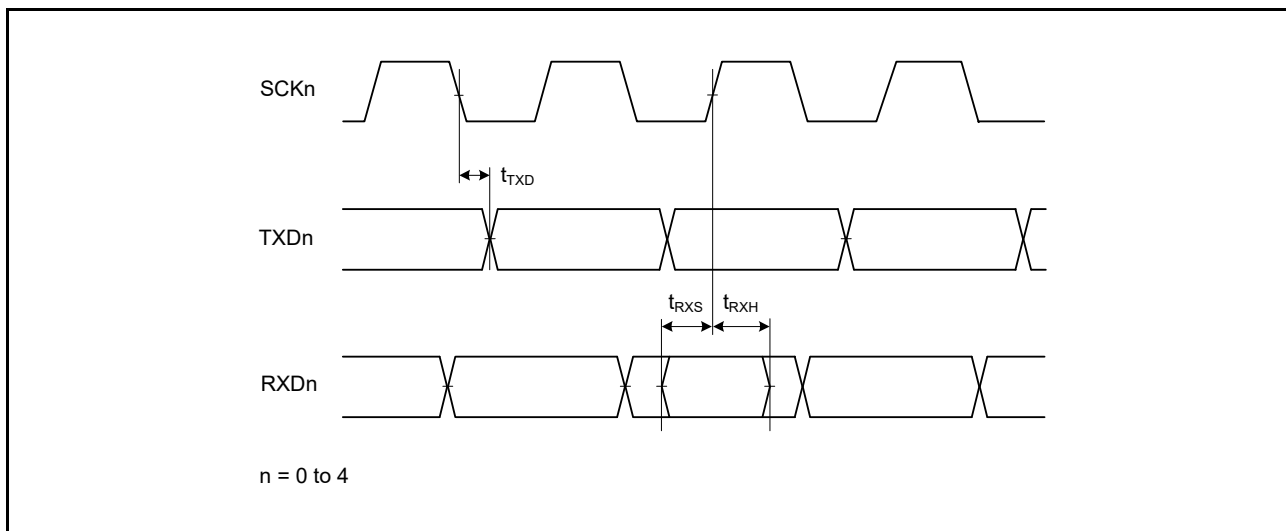 SCKn
tTXD
TXDn
tRXS tRXH
RXDn
n = 0 to 4